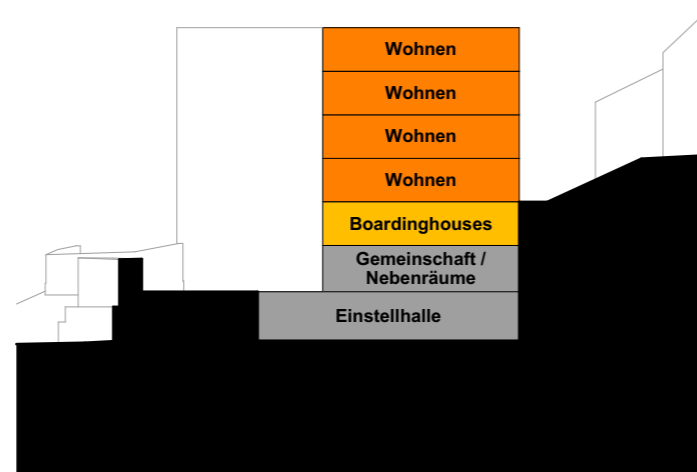 Wohnen
Wohnen
Wohnen
Wohnen
Boardinghouses
Gemeinschaft /
Nebenräume
Einstellhalle